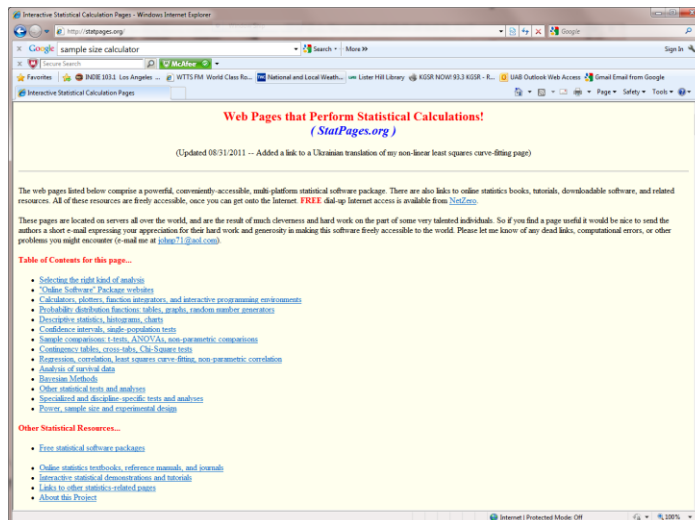 Interactive Statistical Calculation Pages - Windows Internet Explorer
http://statpages.org/
Google
Google sample size calculator Search More >> Sign In
Secure Search McAfee
Favorites INDIE 103.1 Los Angeles ... WTTS FM World Class Ro... National and Local Weath... Lister Hill Library KGSR NOW! 93.3 KGSR - R... UAB Outlook Web Access Gmail Email from Google
Interactive Statistical Calculation Pages Page Safety Tools
Web Pages that Perform Statistical Calculations!
( StatPages.org )
(Updated 08/31/2011 -- Added a link to a Ukrainian translation of my non-linear least squares curve-fitting page)
The web pages listed below comprise a powerful, conveniently-accessible, multi-platform statistical software package. There are also links to online statistics books, tutorials, downloadable software, and related
resources. All of these resources are freely accessible, once you can get onto the Internet. FREE dial-up Internet access is available from NetZero.
These pages are located on servers all over the world, and are the result of much cleverness and hard work on the part of some very talented individuals. So if you find a page useful it would be nice to send the
authors a short e-mail expressing your appreciation for their hard work and generosity in making this software freely accessible to the world. Please let me know of any dead links, computational errors, or other
problems you might encounter (e-mail me at johnp71@aol.com).
Table of Contents for this page...
Selecting the right kind of analysis
"Online Software" Package websites
Calculators, plotters, function integrators, and interactive programming environments
Probability distribution functions: tables, graphs, random number generators
Descriptive statistics, histograms, charts
Confidence intervals, single-population tests
Sample comparisons: t-tests, ANOVAs, non-parametric comparisons
Contingency tables, cross-tabs, Chi-Square tests
Regression, correlation, least squares curve-fitting, non-parametric correlation
Analysis of survival data
Bayesian Methods
Other statistical tests and analyses
Specialized and discipline-specific tests and analyses
Power, sample size and experimental design
Other Statistical Resources...
Free statistical software packages
Online statistics textbooks, reference manuals, and journals
Interactive statistical demonstrations and tutorials
Links to other statistics-related pages
About this Project
Internet | Protected Mode: Off 100%